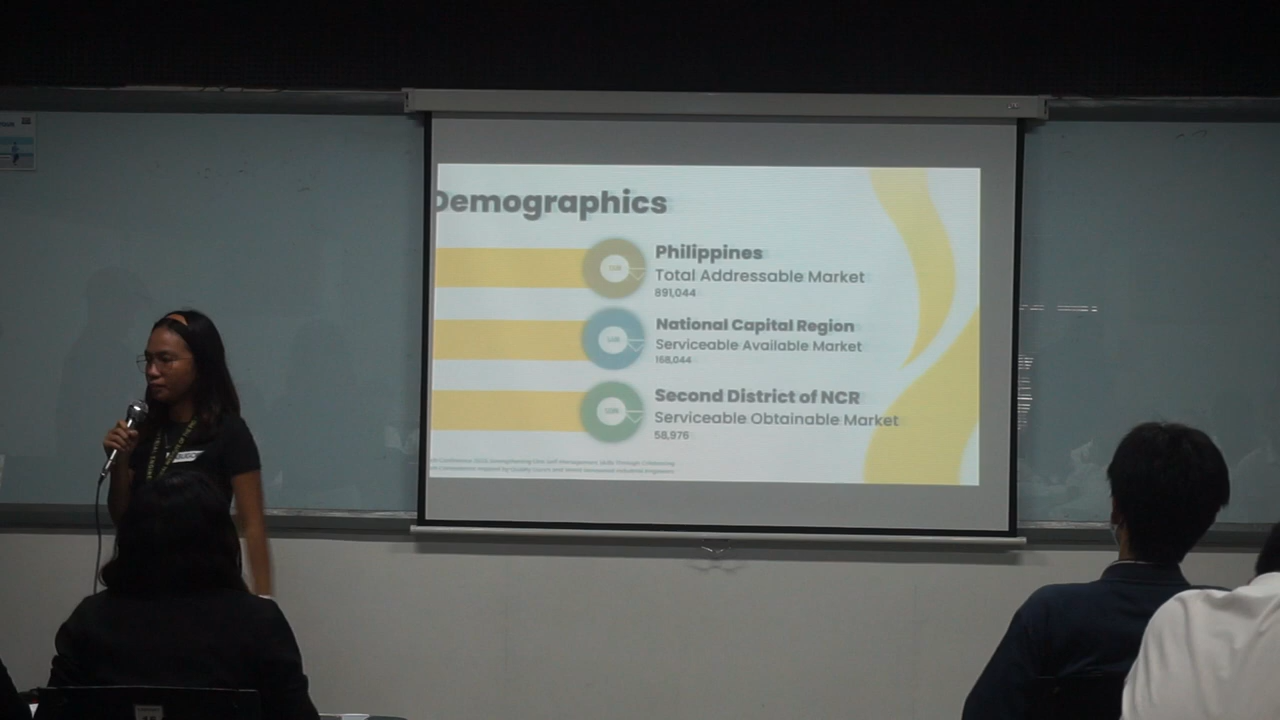 Demographics
Philippines
Total Addressable Market
891,044
National Capital Region
Serviceable Available Market
168,044
Second District of NCR
Serviceable Obtainable Market
58,976